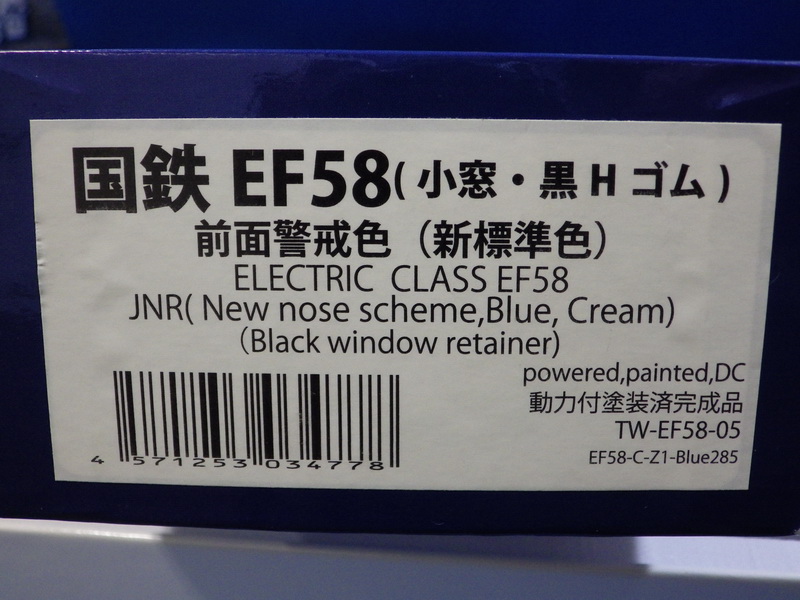 国鉄 EF58(小窓・黒Hゴム)
前面警戒色（新標準色）
ELECTRIC CLASS EF58
JNR( New nose scheme,Blue, Cream)
（Black window retainer)
powered,painted,DC
動力付塗装済完成品
TW-EF58-05
EF58-C-Z1-Blue285
4 571253 034778